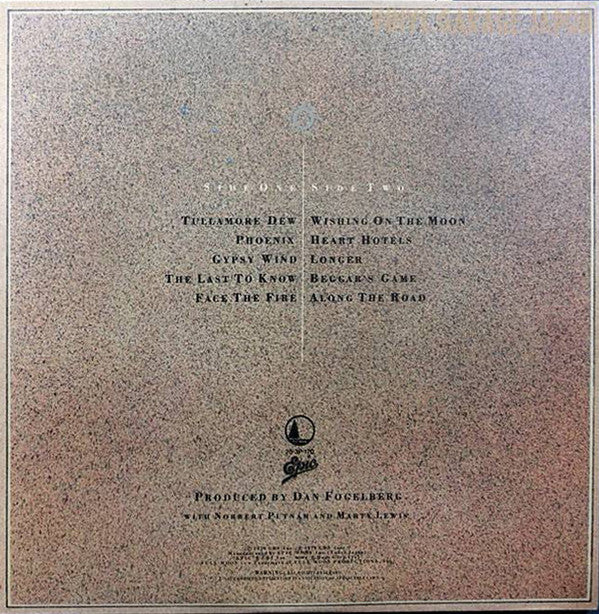 SIDE ONE SIDE TWO
TULLAMORE DEW WISHING ON THE MOON
PHOENIX HEART HOTELS
GYPSY WIND LONGER
THE LAST TO KNOW BEGGAR'S GAME
FACE THE FIRE ALONG THE ROAD
Epic
PRODUCED BY DAN FOGELBERG
WITH NORBERT PUTNAM AND MARTY LEWIS